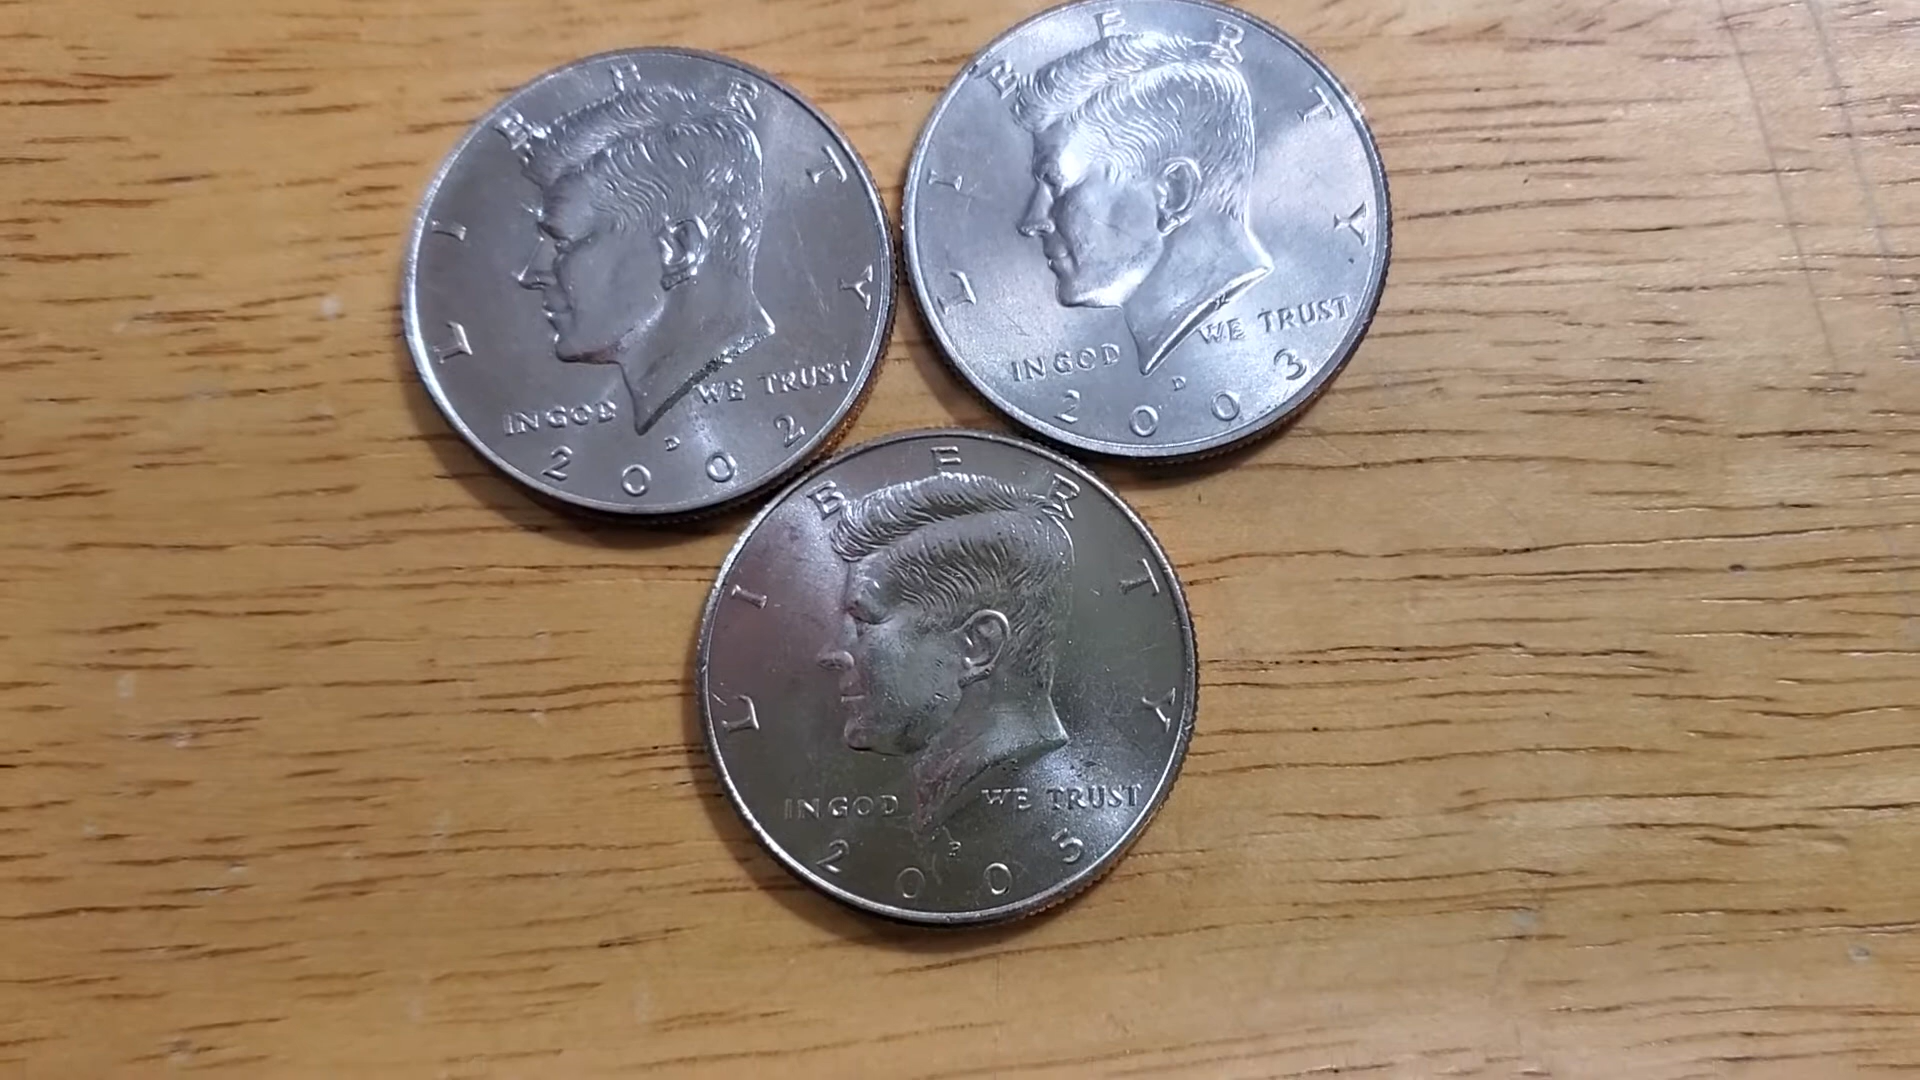 LIBERTY
IN GOD WE TRUST
D
2002
LIBERTY
IN GOD WE TRUST
D
2003
LIBERTY
IN GOD WE TRUST
P
2005